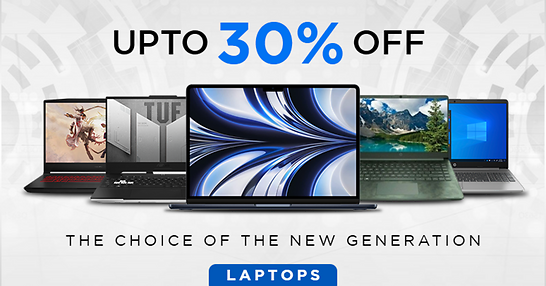 UPTO 30% OFF
TUF
THE CHOICE OF THE NEW GENERATION
LAPTOPS